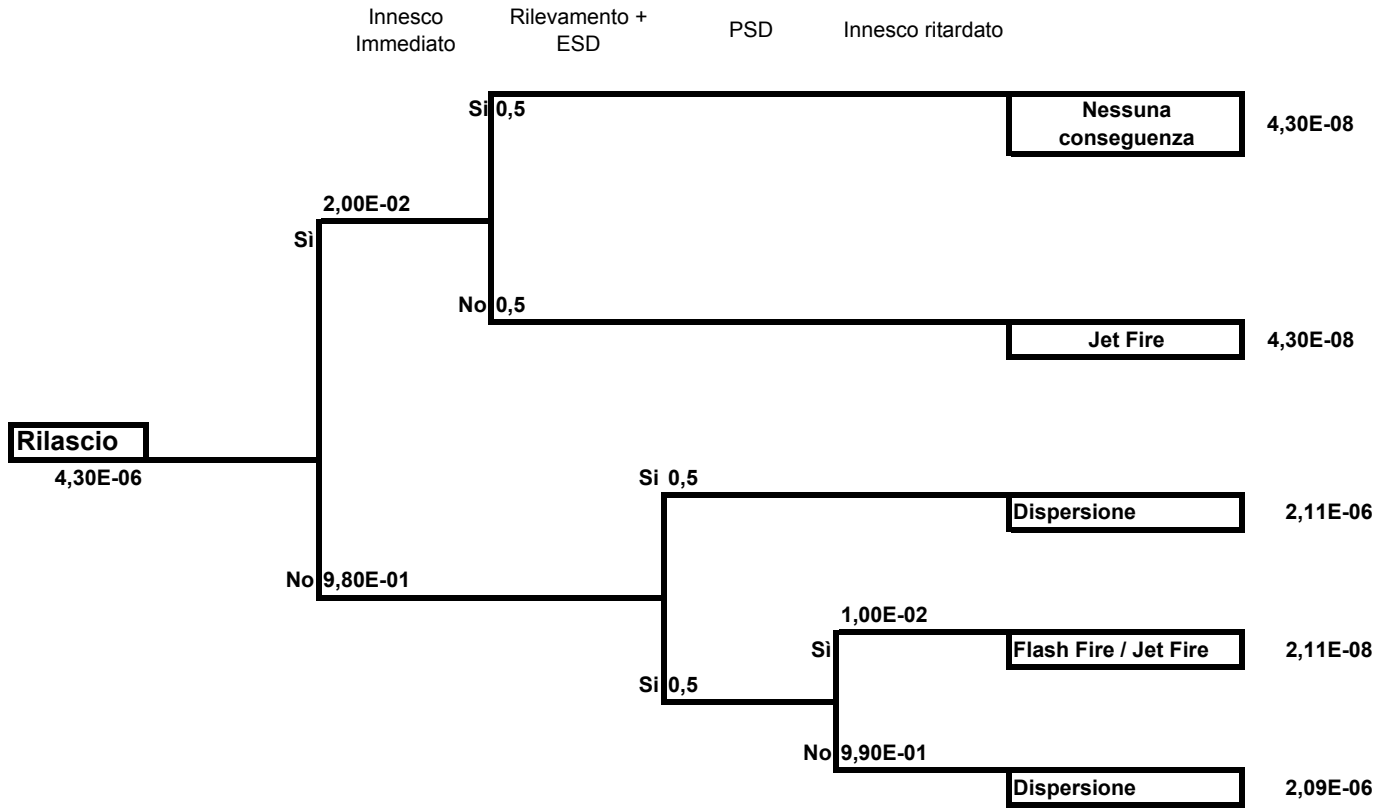 Innesco
Immediato
Rilevamento +
ESD
PSD
Innesco ritardato
Si 0,5
Nessuna
conseguenza
4,30E-08
2,00E-02
Sì
No 0,5
Jet Fire
4,30E-08
Rilascio
4,30E-06
Si 0,5
Dispersione
2,11E-06
No 9,80E-01
1,00E-02
Sì
Flash Fire / Jet Fire
2,11E-08
Si 0,5
No 9,90E-01
Dispersione
2,09E-06